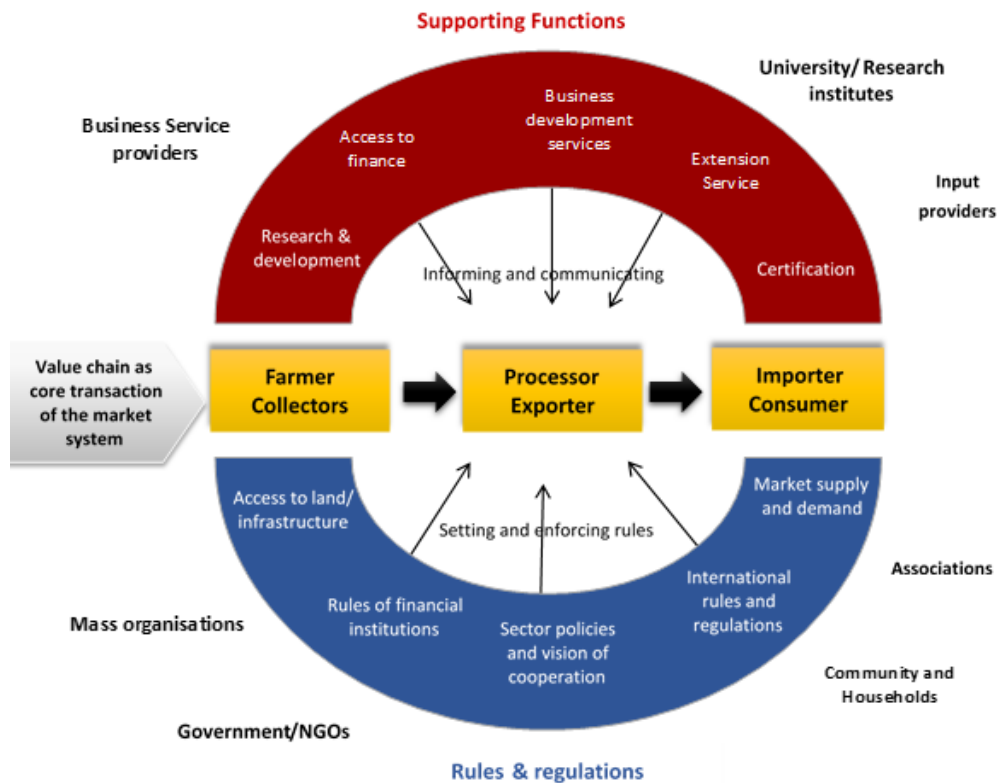 Supporting Functions
University/ Research
institutes
Business Service
providers
Input
providers
Access to
finance
Business
development
services
Extension
Service
Research &
development
Certification
Informing and communicating
Value chain as
core transaction
of the market
system
Farmer
Collectors
Processor
Exporter
Importer
Consumer
Access to land/
infrastructure
Market supply
and demand
Setting and enforcing rules
Rules of financial
institutions
Sector policies
and vision of
cooperation
International
rules and
regulations
Associations
Mass organisations
Community and
Households
Government/NGOs
Rules & regulations